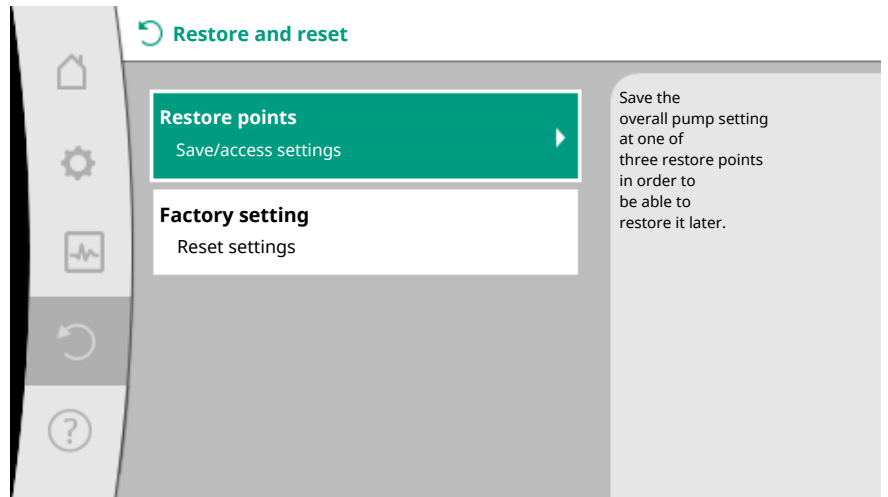 Restore and reset
Restore points
Save/access settings
Factory setting
Reset settings
Save the
overall pump setting
at one of
three restore points
in order to
be able to
restore it later.
?